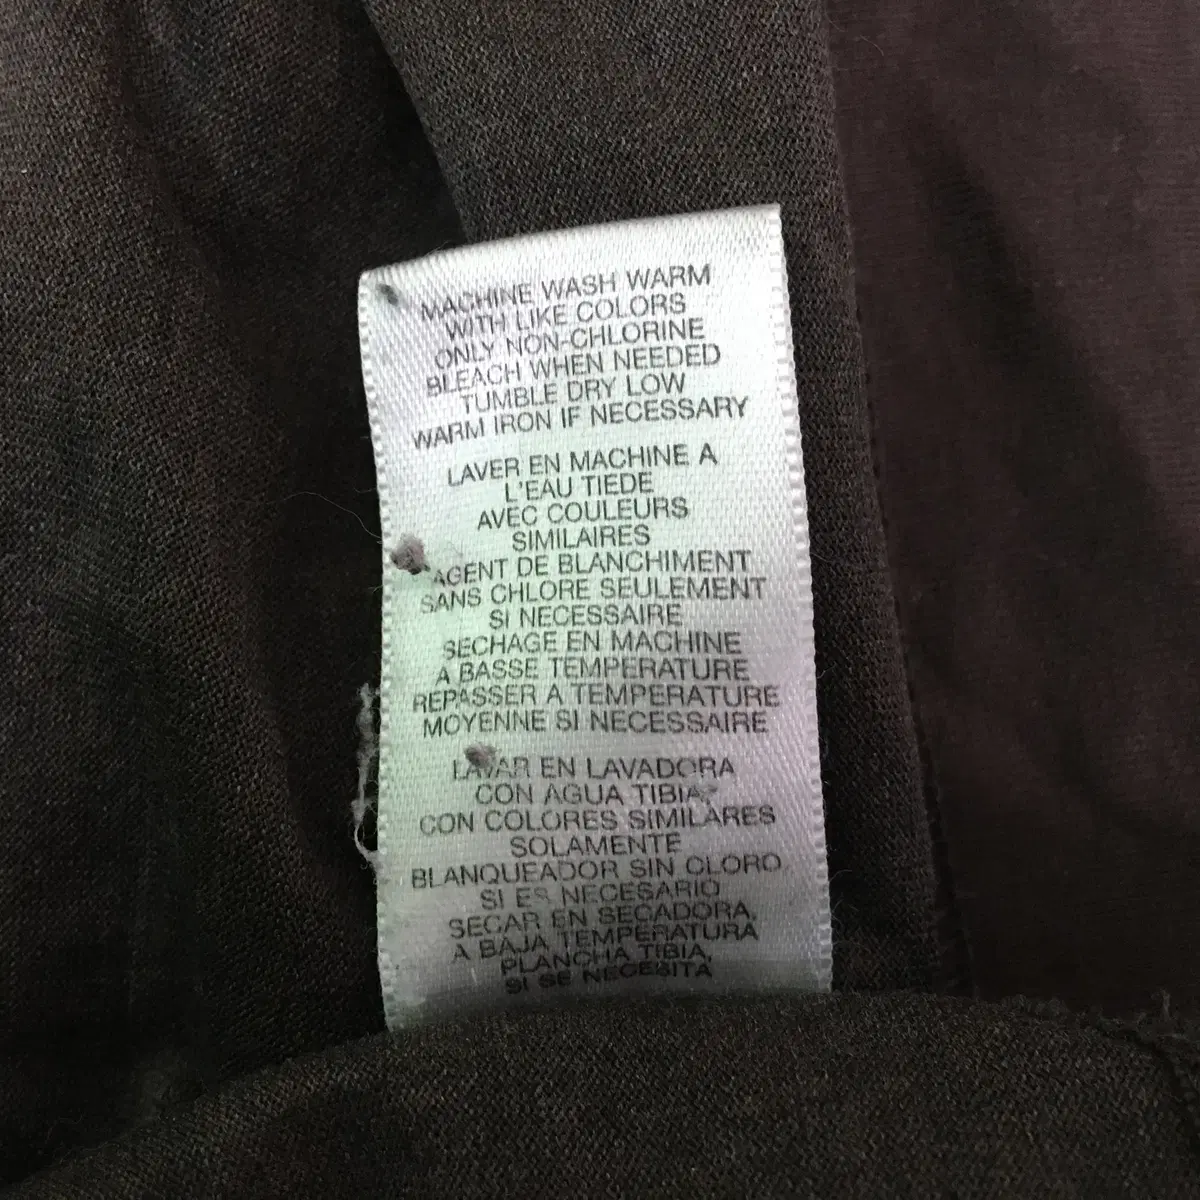 MACHINE WASH WARM
WITH LIKE COLORS
ONLY NON-CHLORINE
BLEACH WHEN NEEDED
TUMBLE DRY LOW
WARM IRON IF NECESSARY
LAVER EN MACHINE A
L'EAU TIEDE
AVEC COULEURS
SIMILAIRES
AGENT DE BLANCHIMENT
SANS CHLORE SEULEMENT
SI NECESSAIRE
SECHAGE EN MACHINE
A BASSE TEMPERATURE
REPASSER A TEMPERATURE
MOYENNE SI NECESSAIRE
LAVAR EN LAVADORA
CON AGUA TIBIA
CON COLORES SIMILARES
SOLAMENTE
BLANQUEADOR SIN CLORO
SI ES NECESARIO
SECAR EN SECADORA,
A BAJA TEMPERATURA
PLANCHA TIBIA,
SI SE NECESITA